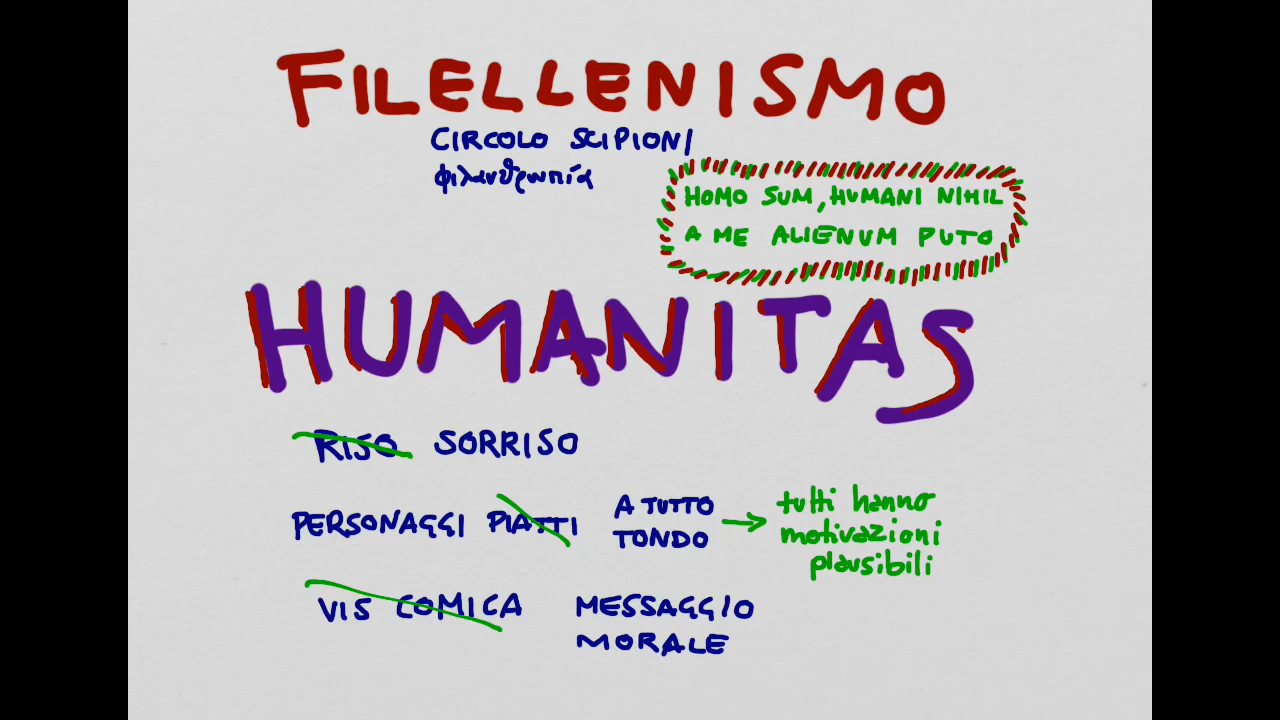 FILELLENISMO
CIRCOLO SCIPIONI
φιλανθρωπία
HOMO SUM, HUMANI NIHIL
A ME ALIENUM PUTO
HUMANITAS
RISO SORRISO
PERSONAGGI PIATTI A TUTTO TONDO → tutti hanno motivazioni plausibili
VIS COMICA MESSAGGIO MORALE